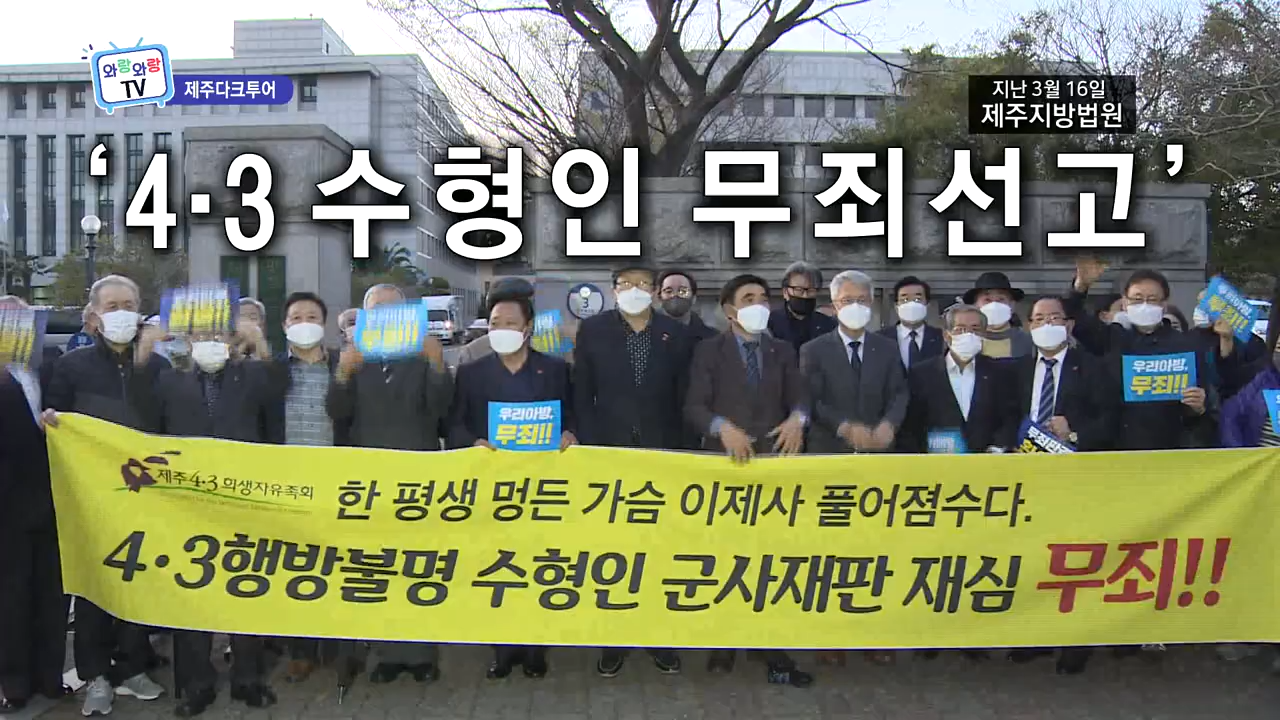 와랑와랑
TV
제주다크투어
지난 3월 16일
제주지방법원
‘4·3 수형인 무죄선고’
우리아방,
무죄!!
우리아방,
무죄!!
제주4·3희생자유족회
한 평생 멍든 가슴 이제사 풀어졈수다.
4·3행방불명 수형인 군사재판 재심 무죄!!